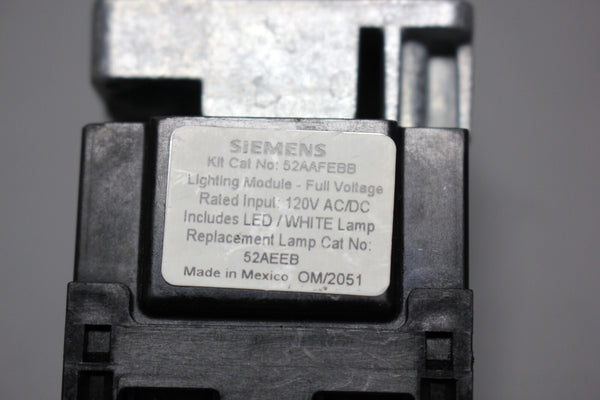 SIEMENS
Kit Cat No: 52AAFEBB
Lighting Module - Full Voltage
Rated Input: 120V AC/DC
Includes LED / WHITE Lamp
Replacement Lamp Cat No:
52AEEB
Made in Mexico OM/2051